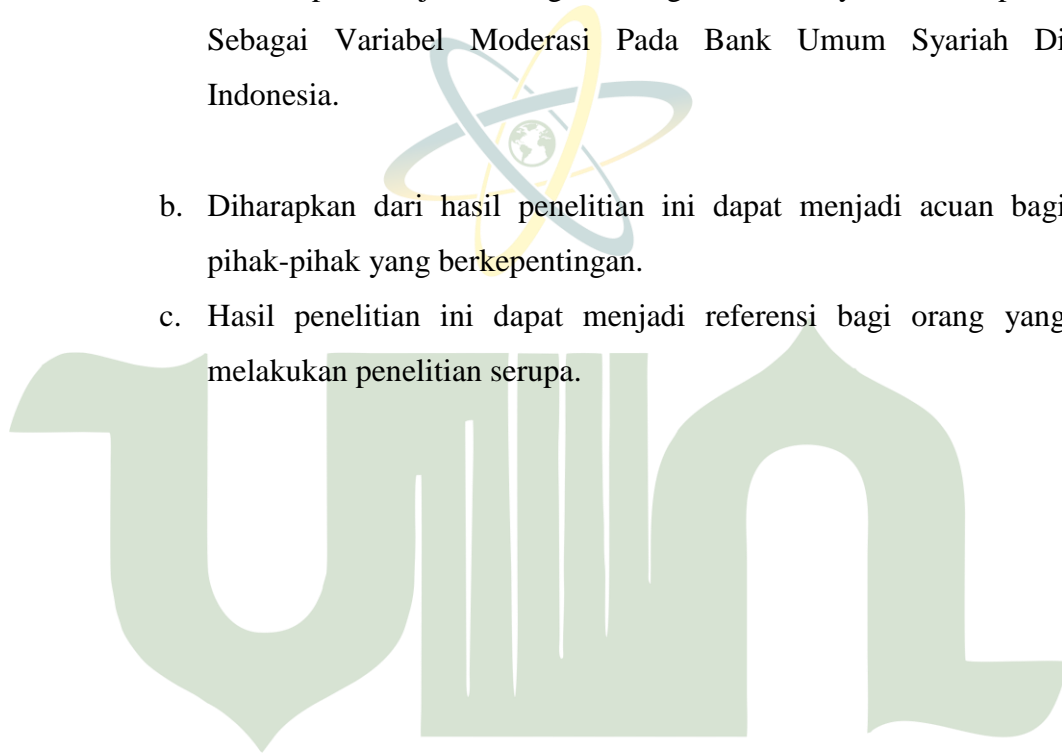 Sebagai Variabel Moderasi Pada Bank Umum Syariah Di
Indonesia.
b. Diharapkan dari hasil penelitian ini dapat menjadi acuan bagi
pihak-pihak yang berkepentingan.
c. Hasil penelitian ini dapat menjadi referensi bagi orang yang
melakukan penelitian serupa.